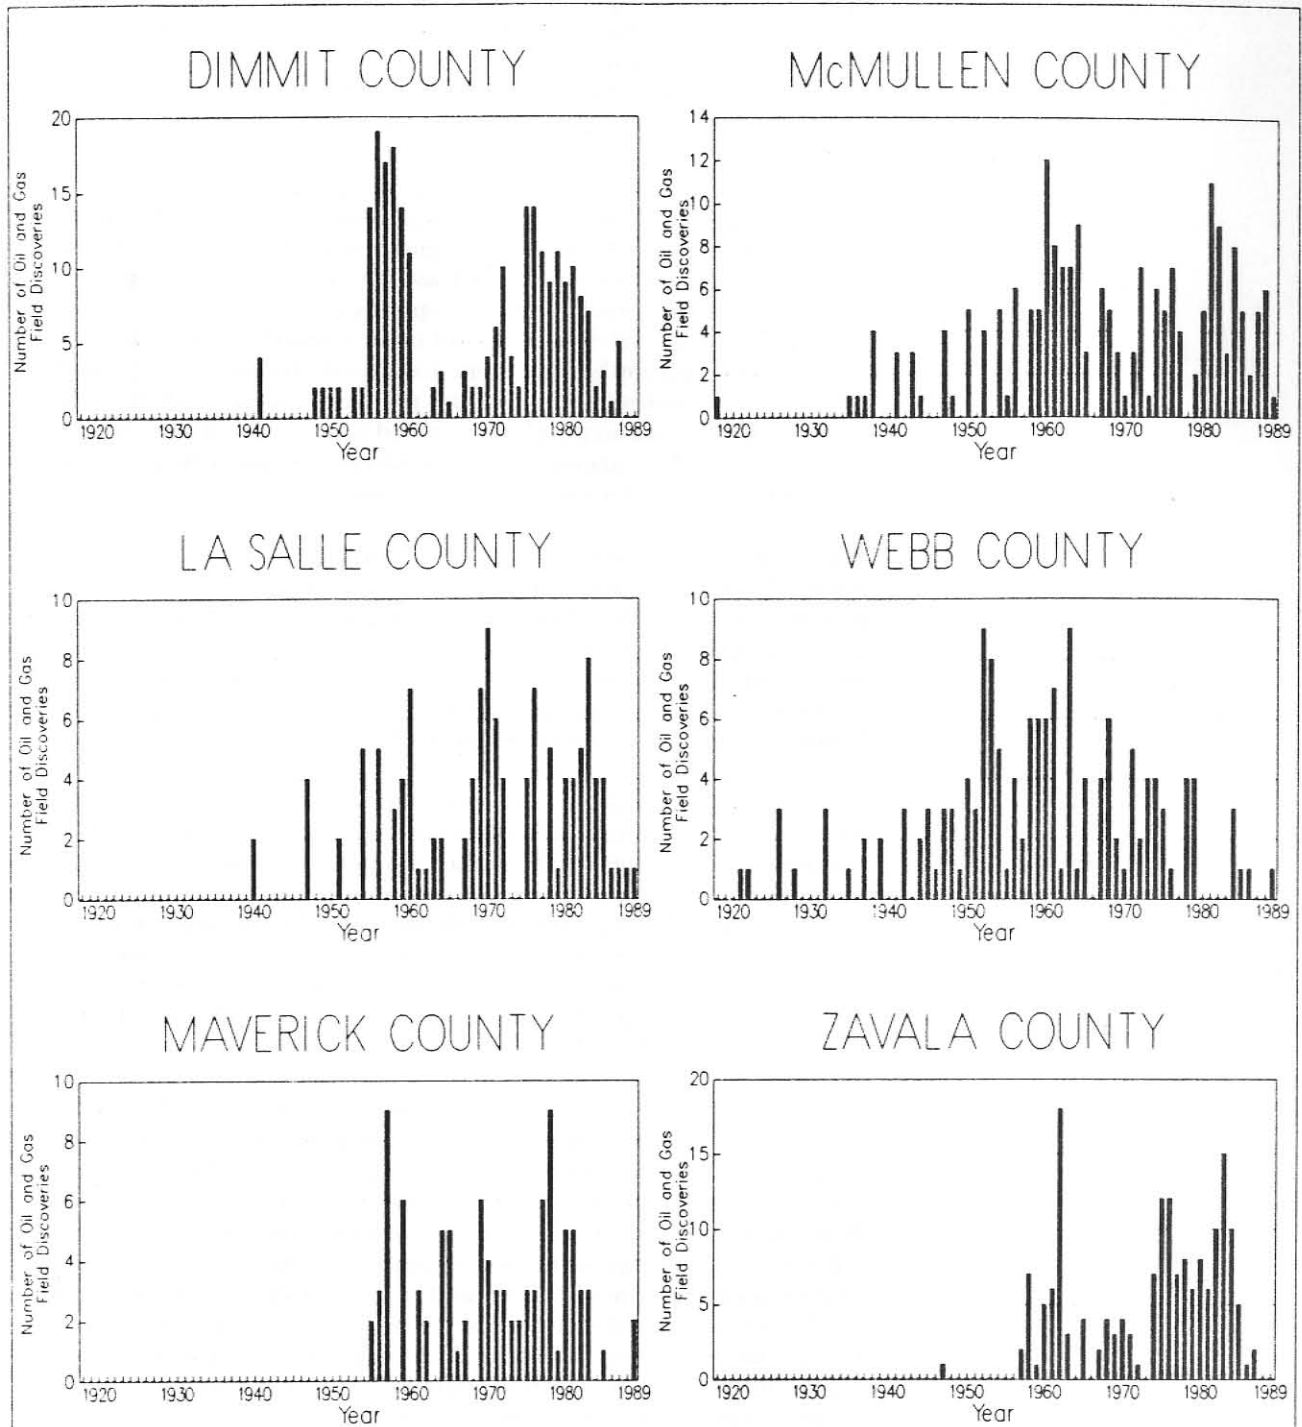 DIMMIT COUNTY
Number of Oil and Gas
Field Discoveries
20
15
10
5
0
1920 1930 1940 1950 1960 1970 1980 1989
Year
McMULLEN COUNTY
Number of Oil and Gas
Field Discoveries
14
12
10
8
6
4
2
0
1920 1930 1940 1950 1960 1970 1980 1989
Year
LA SALLE COUNTY
Number of Oil and Gas
Field Discoveries
10
8
6
4
2
0
1920 1930 1940 1950 1960 1970 1980 1989
Year
WEBB COUNTY
Number of Oil and Gas
Field Discoveries
10
8
6
4
2
0
1920 1930 1940 1950 1960 1970 1980 1989
Year
MAVERICK COUNTY
Number of Oil and Gas
Field Discoveries
10
8
6
4
2
0
1920 1930 1940 1950 1960 1970 1980 1989
Year
ZAVALA COUNTY
Number of Oil and Gas
Field Discoveries
20
15
10
5
0
1920 1930 1940 1950 1960 1970 1980 1989
Year